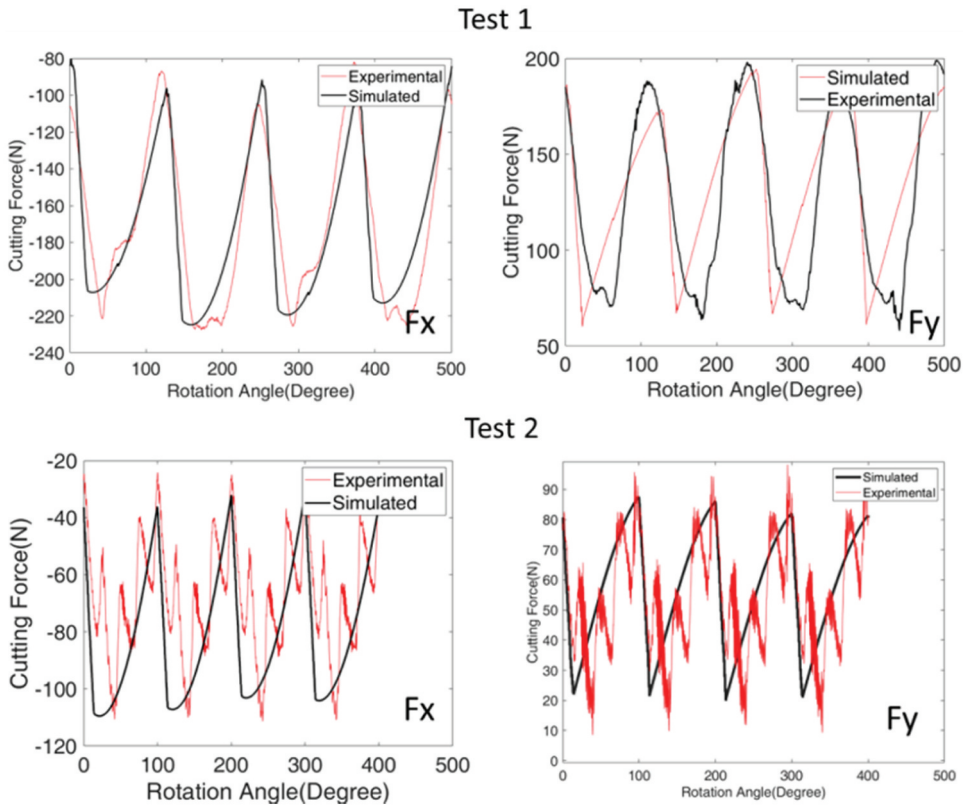 Test 1
-80
-100
-120
-140
-160
-180
-200
-220
-240
Cutting Force(N)
Experimental
Simulated
Fx
0 100 200 300 400 500
Rotation Angle(Degree)
200
150
100
50
Cutting Force(N)
Simulated
Experimental
Fy
0 100 200 300 400 500
Rotation Angle(Degree)
Test 2
-20
-40
-60
-80
-100
-120
Cutting Force(N)
Experimental
Simulated
Fx
0 100 200 300 400 500
Rotation Angle(Degree)
90
80
70
60
50
40
30
20
10
0
Cutting Force(N)
Simulated
Experimental
Fy
0 100 200 300 400 500
Rotation Angle(Degree)